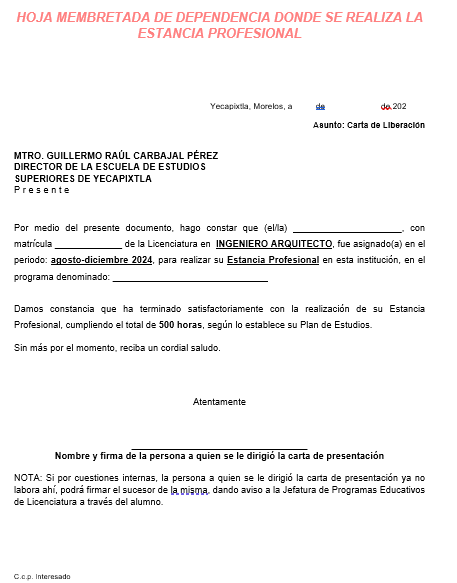 HOJA MEMBRETADA DE DEPENDENCIA DONDE SE REALIZA LA
ESTANCIA PROFESIONAL
Yecapixtla, Morelos, a de de 202
Asunto: Carta de Liberación
MTRO. GUILLERMO RAÚL CARBAJAL PÉREZ
DIRECTOR DE LA ESCUELA DE ESTUDIOS
SUPERIORES DE YECAPIXTLA
P r e s e n t e
Por medio del presente documento, hago constar que (el/la) ______________________, con
matrícula ______________ de la Licenciatura en INGENIERO ARQUITECTO, fue asignado(a) en el
periodo: agosto-diciembre 2024, para realizar su Estancia Profesional en esta institución, en el
programa denominado: ________________________________
Damos constancia que ha terminado satisfactoriamente con la realización de su Estancia
Profesional, cumpliendo el total de 500 horas, según lo establece su Plan de Estudios.
Sin más por el momento, reciba un cordial saludo.
Atentamente
____________________________________
Nombre y firma de la persona a quien se le dirigió la carta de presentación
NOTA: Si por cuestiones internas, la persona a quien se le dirigió la carta de presentación ya no
labora ahí, podrá firmar el sucesor de la misma, dando aviso a la Jefatura de Programas Educativos
de Licenciatura a través del alumno.
C.c.p. Interesado